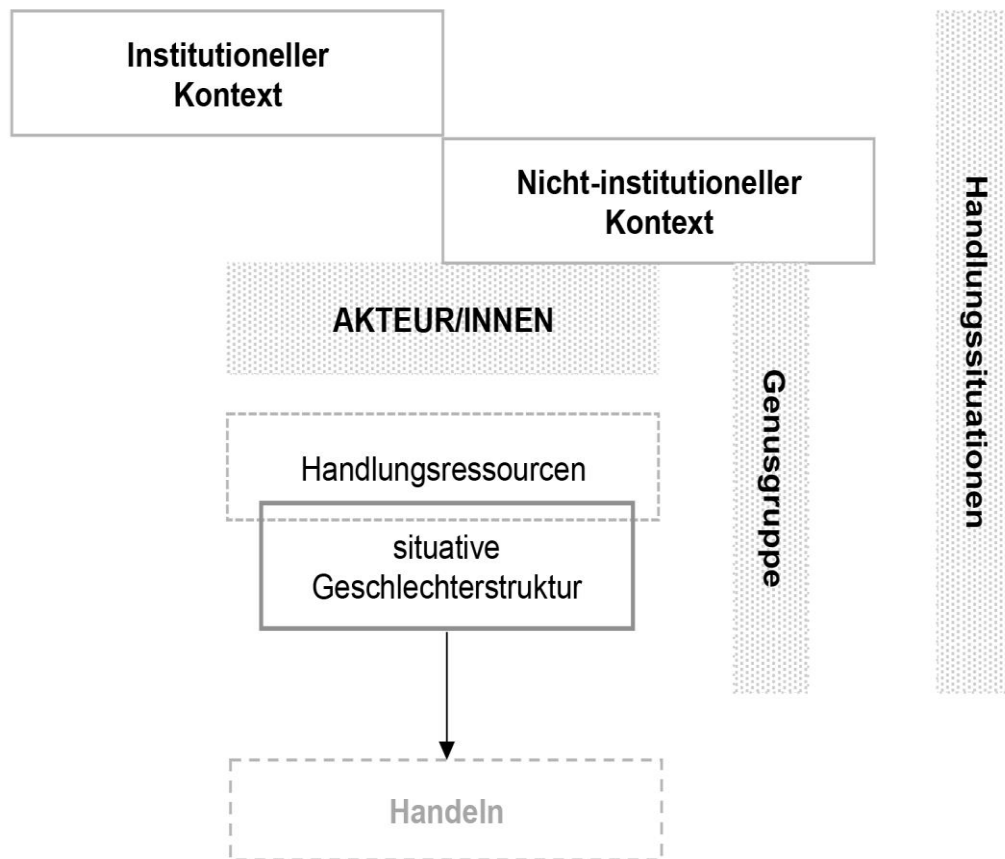 Institutioneller
Kontext
Nicht-institutioneller
Kontext
AKTEUR/INNEN
Handlungsressourcen
situative
Geschlechterstruktur
Handeln
Genusgruppe
Handlungssituationen